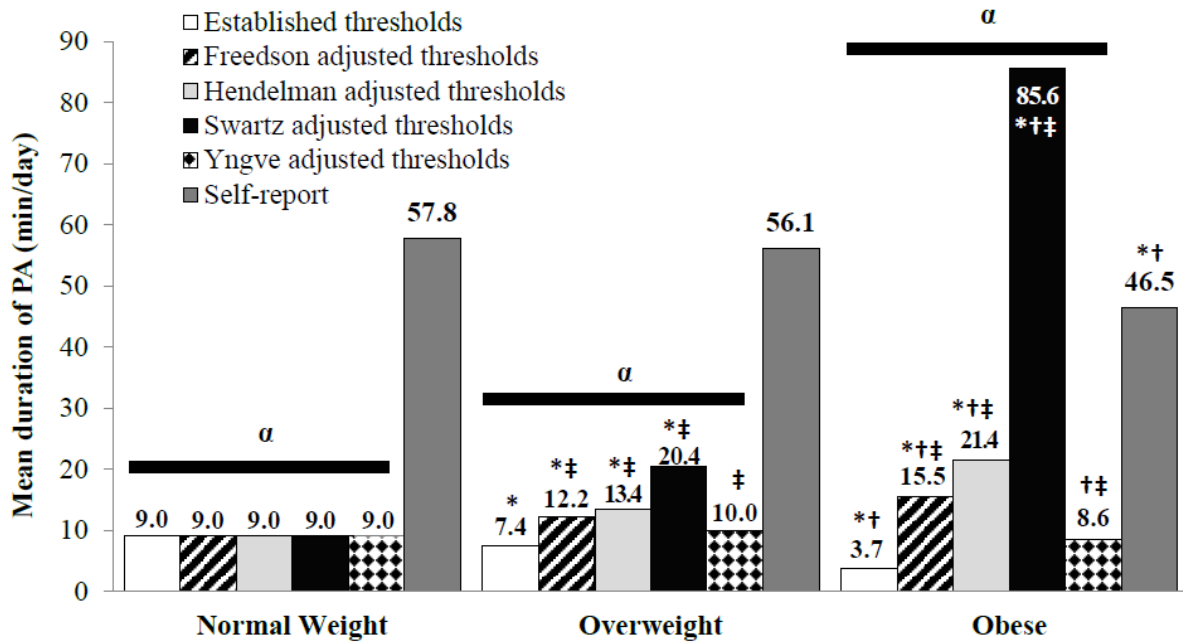 Established thresholds
Freedson adjusted thresholds
Hendelman adjusted thresholds
Swartz adjusted thresholds
Yngve adjusted thresholds
Self-report
Mean duration of PA (min/day)
90
80
70
60
50
40
30
20
10
0
α
9.0 9.0 9.0 9.0 9.0
57.8
α
*
7.4
*‡
12.2
*‡
13.4
*‡
20.4
‡
10.0
56.1
α
*†
3.7
*†‡
15.5
*†‡
21.4
85.6
*†‡
†‡
8.6
*†
46.5
Normal Weight Overweight Obese